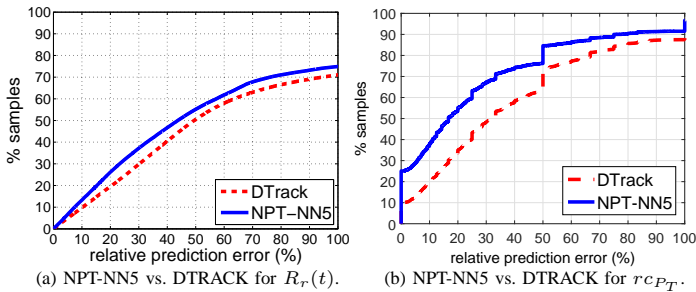 100
90
80
70
60
50
40
30
20
10
0
% samples
0 10 20 30 40 50 60 70 80 90 100
relative prediction error (%)
DTrack
NPT−NN5
(a) NPT-NN5 vs. DTRACK for R_r(t).
100
90
80
70
60
50
40
30
20
10
0
% samples
0 10 20 30 40 50 60 70 80 90 100
relative prediction error (%)
DTrack
NPT-NN5
(b) NPT-NN5 vs. DTRACK for rc_{P_T}.